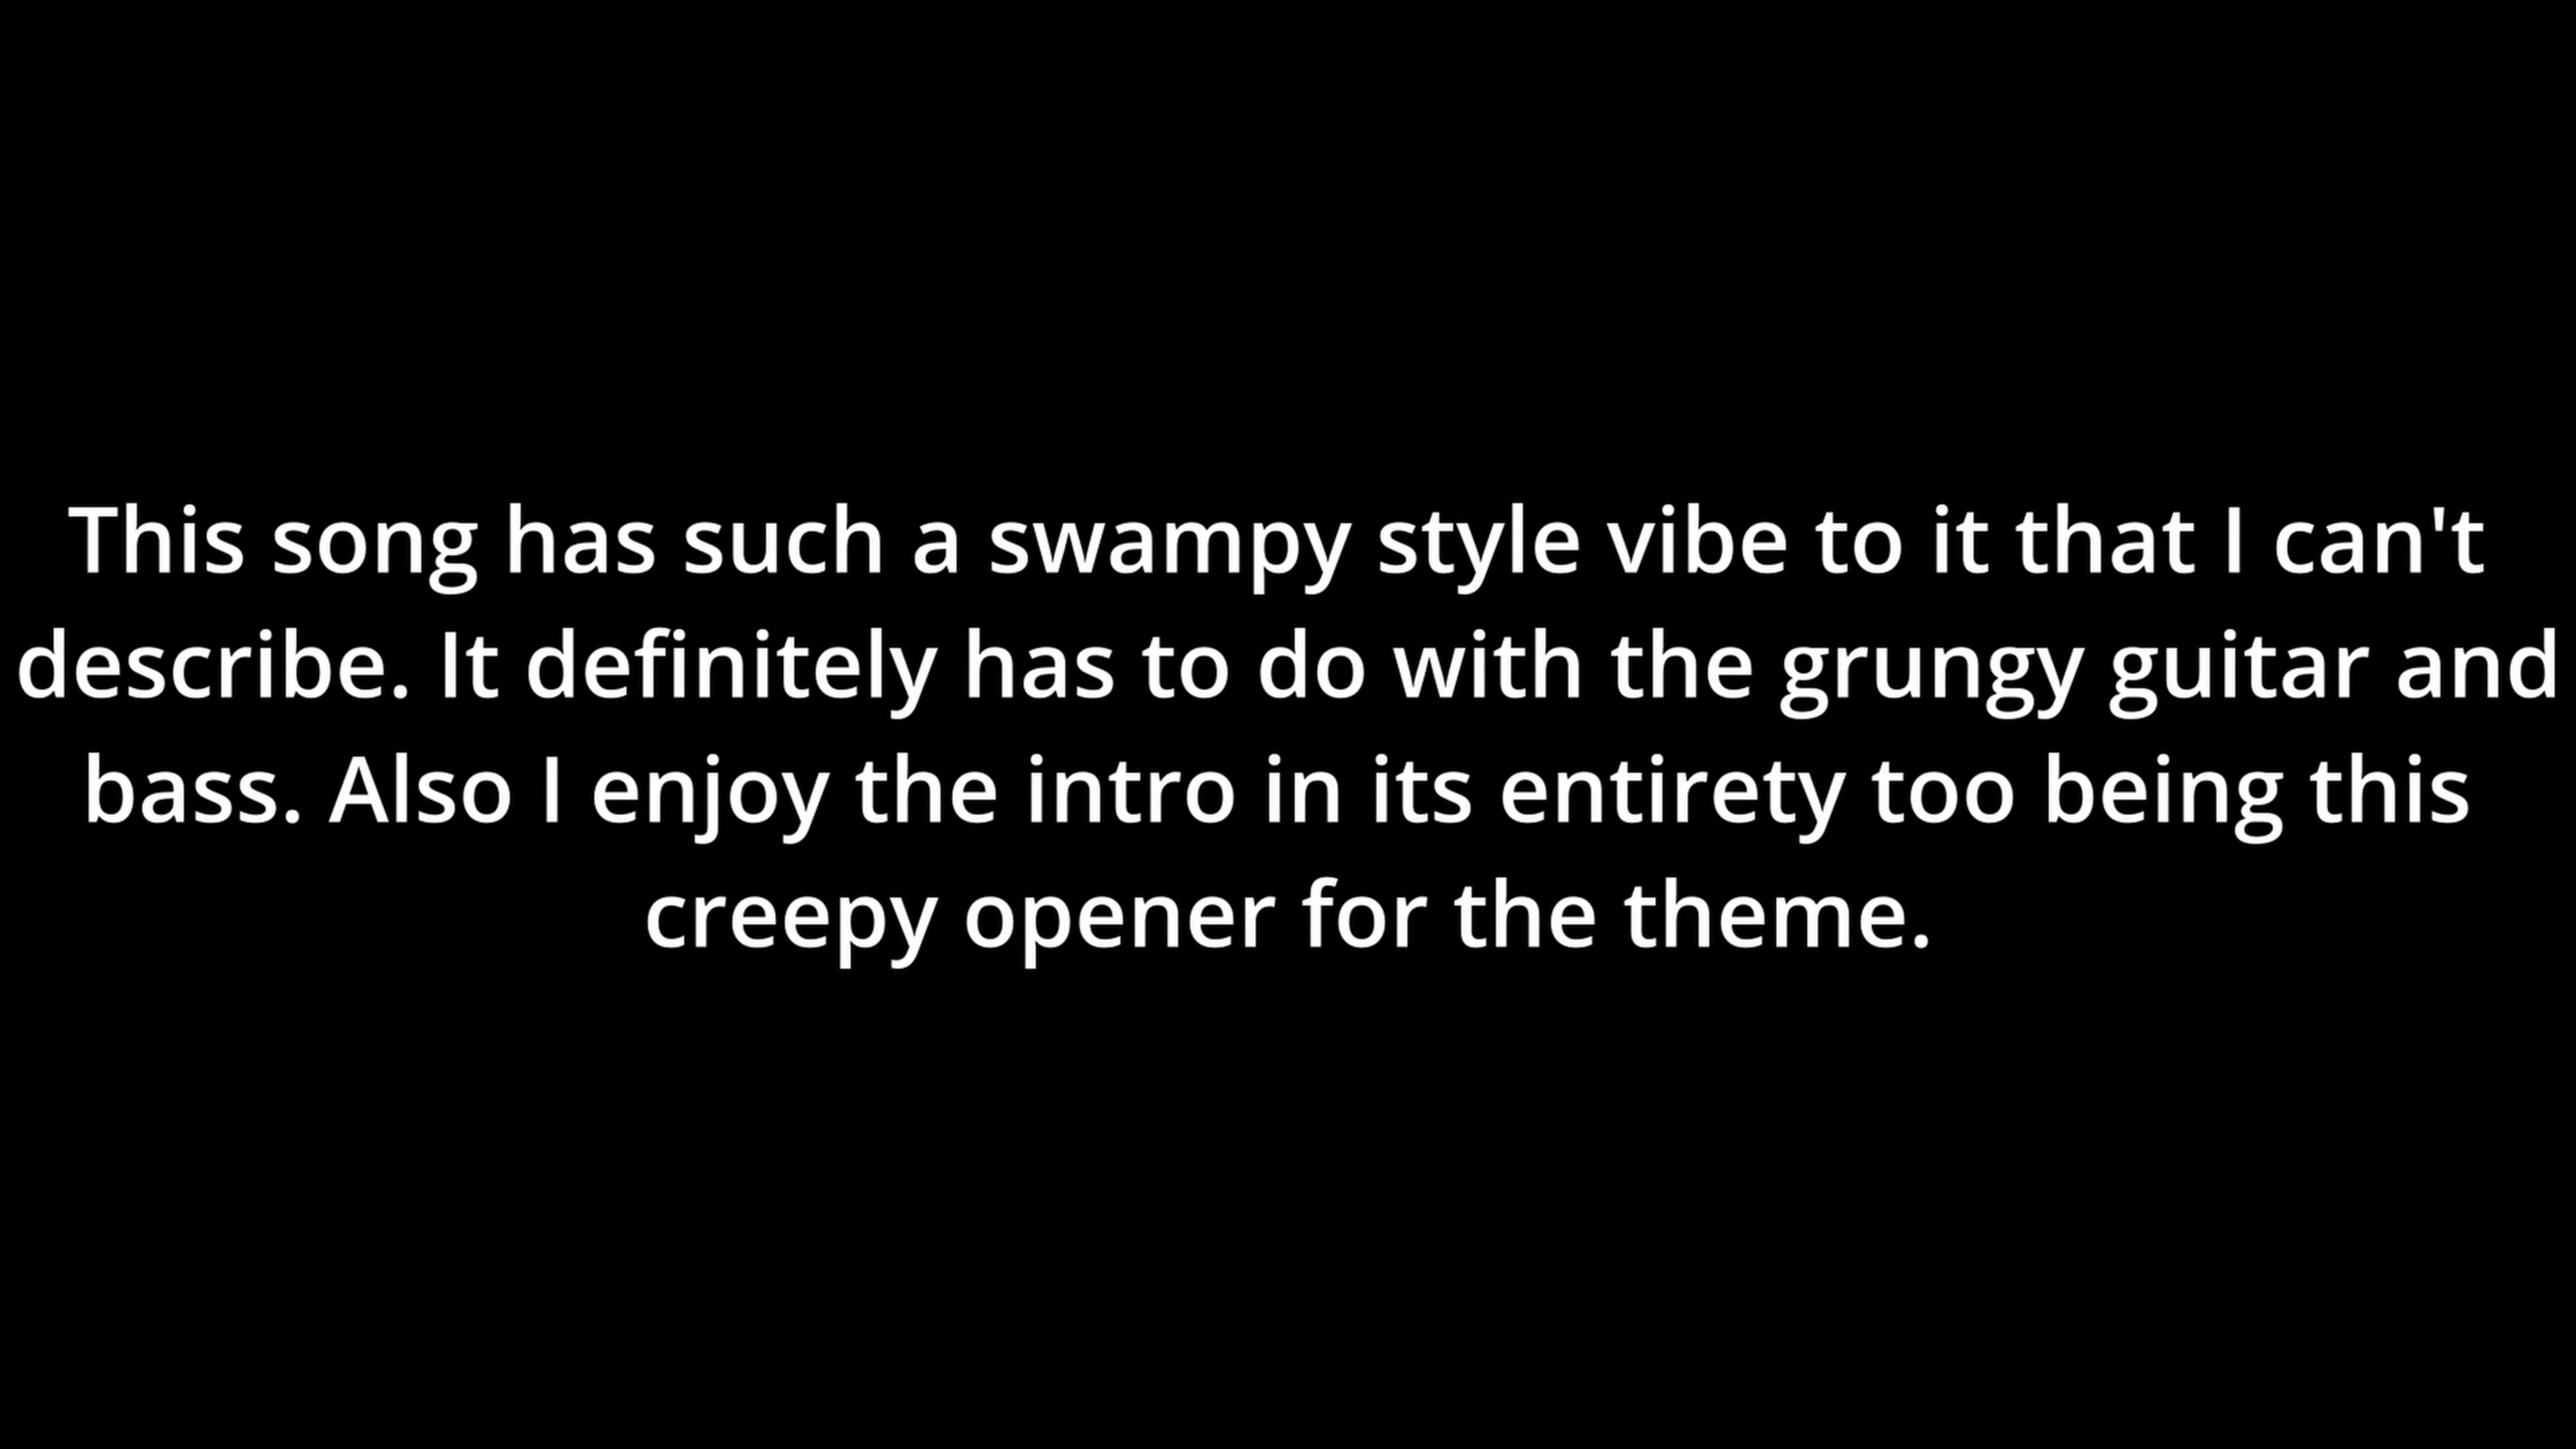 This song has such a swampy style vibe to it that I can't
describe. It definitely has to do with the grungy guitar and
bass. Also I enjoy the intro in its entirety too being this
creepy opener for the theme.